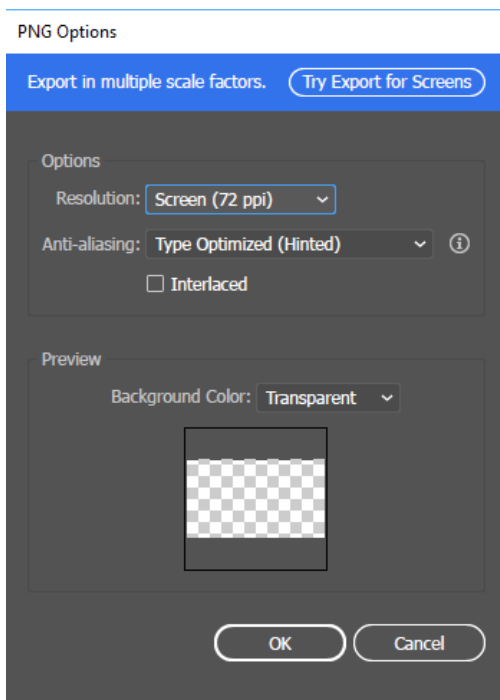 PNG Options
Export in multiple scale factors. Try Export for Screens
Options
Resolution: Screen (72 ppi)
Anti-aliasing: Type Optimized (Hinted)
Interlaced
Preview
Background Color: Transparent
OK Cancel